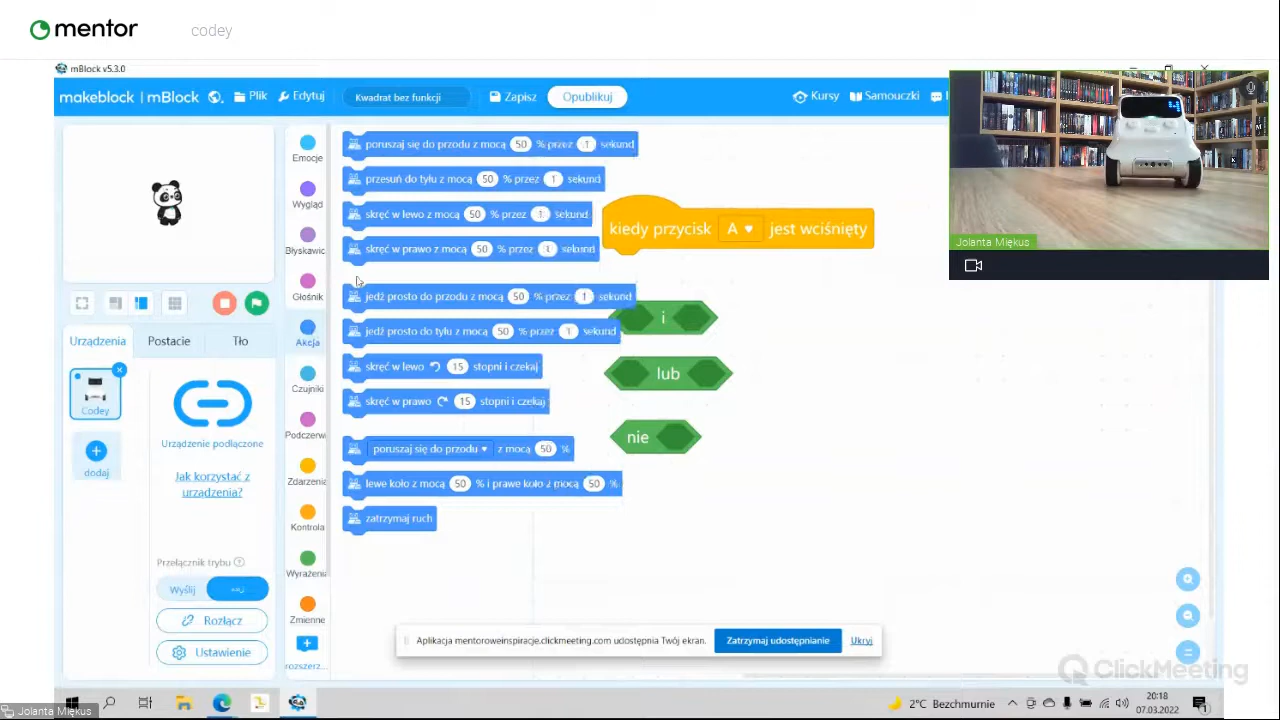 mentor
codey
mBlock v5.3.0
makeblock | mBlock
Plik
Edytuj
Kwadrat bez funkcji
Zapisz
Opublikuj
Kursy
Samouczki
Emocje
Wygląd
Błyskawic
Głośnik
Akcja
Czujniki
Podczerw
Zdarzenia
Kontrola
Wyrażenia
Zmienne
rozszerz...
poruszaj się do przodu z mocą 50 % przez 1 sekund
przesuń do tyłu z mocą 50 % przez 1 sekund
skręć w lewo z mocą 50 % przez 1 sekund
skręć w prawo z mocą 50 % przez 1 sekund
jedź prosto do przodu z mocą 50 % przez 1 sekund
jedź prosto do tyłu z mocą 50 % przez 1 sekund
skręć w lewo 15 stopni i czekaj
skręć w prawo 15 stopni i czekaj
poruszaj się do przodu z mocą 50 %
lewe koło z mocą 50 % i prawe koło z mocą 50 %
zatrzymaj ruch
kiedy przycisk A jest wciśnięty
i
lub
nie
Jolanta Miękus
Urządzenia
Postacie
Tło
Codey
dodaj
Urządzenie podłączone
Jak korzystać z
urządzenia?
Przełącznik trybu
Wyślij
Rozłącz
Ustawienie
Aplikacja mentoroweinspiracje.clickmeeting.com udostępnia Twój ekran.
Zatrzymaj udostępnianie
Ukryj
ClickMeeting
Jolanta Miękus
2°C Bezchmurnie
20:18
07.03.2022